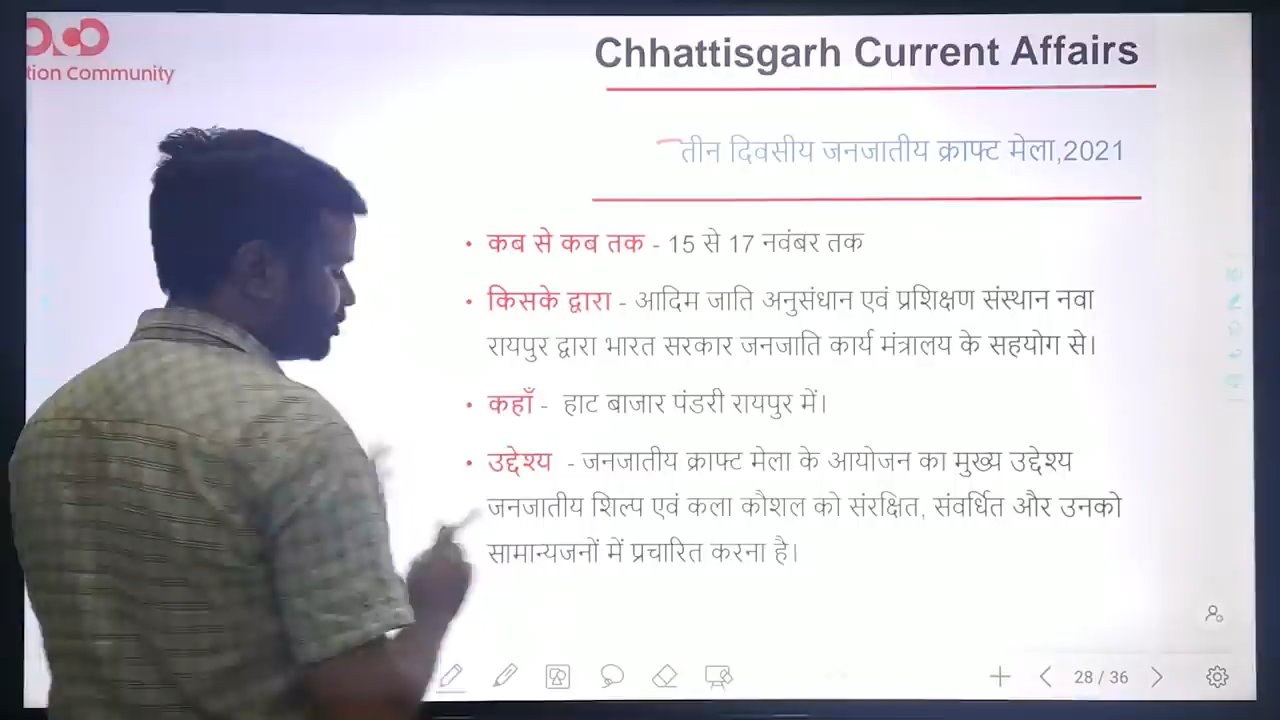 tion Community
Chhattisgarh Current Affairs
तीन दिवसीय जनजातीय क्राफ्ट मेला,2021
• कब से कब तक - 15 से 17 नवंबर तक
• किसके द्वारा - आदिम जाति अनुसंधान एवं प्रशिक्षण संस्थान नवा
रायपुर द्वारा भारत सरकार जनजाति कार्य मंत्रालय के सहयोग से।
• कहाँ - हाट बाजार पंडरी रायपुर में।
• उद्देश्य - जनजातीय क्राफ्ट मेला के आयोजन का मुख्य उद्देश्य
जनजातीय शिल्प एवं कला कौशल को संरक्षित, संवर्धित और उनको
सामान्यजनों में प्रचारित करना है।
28 / 36